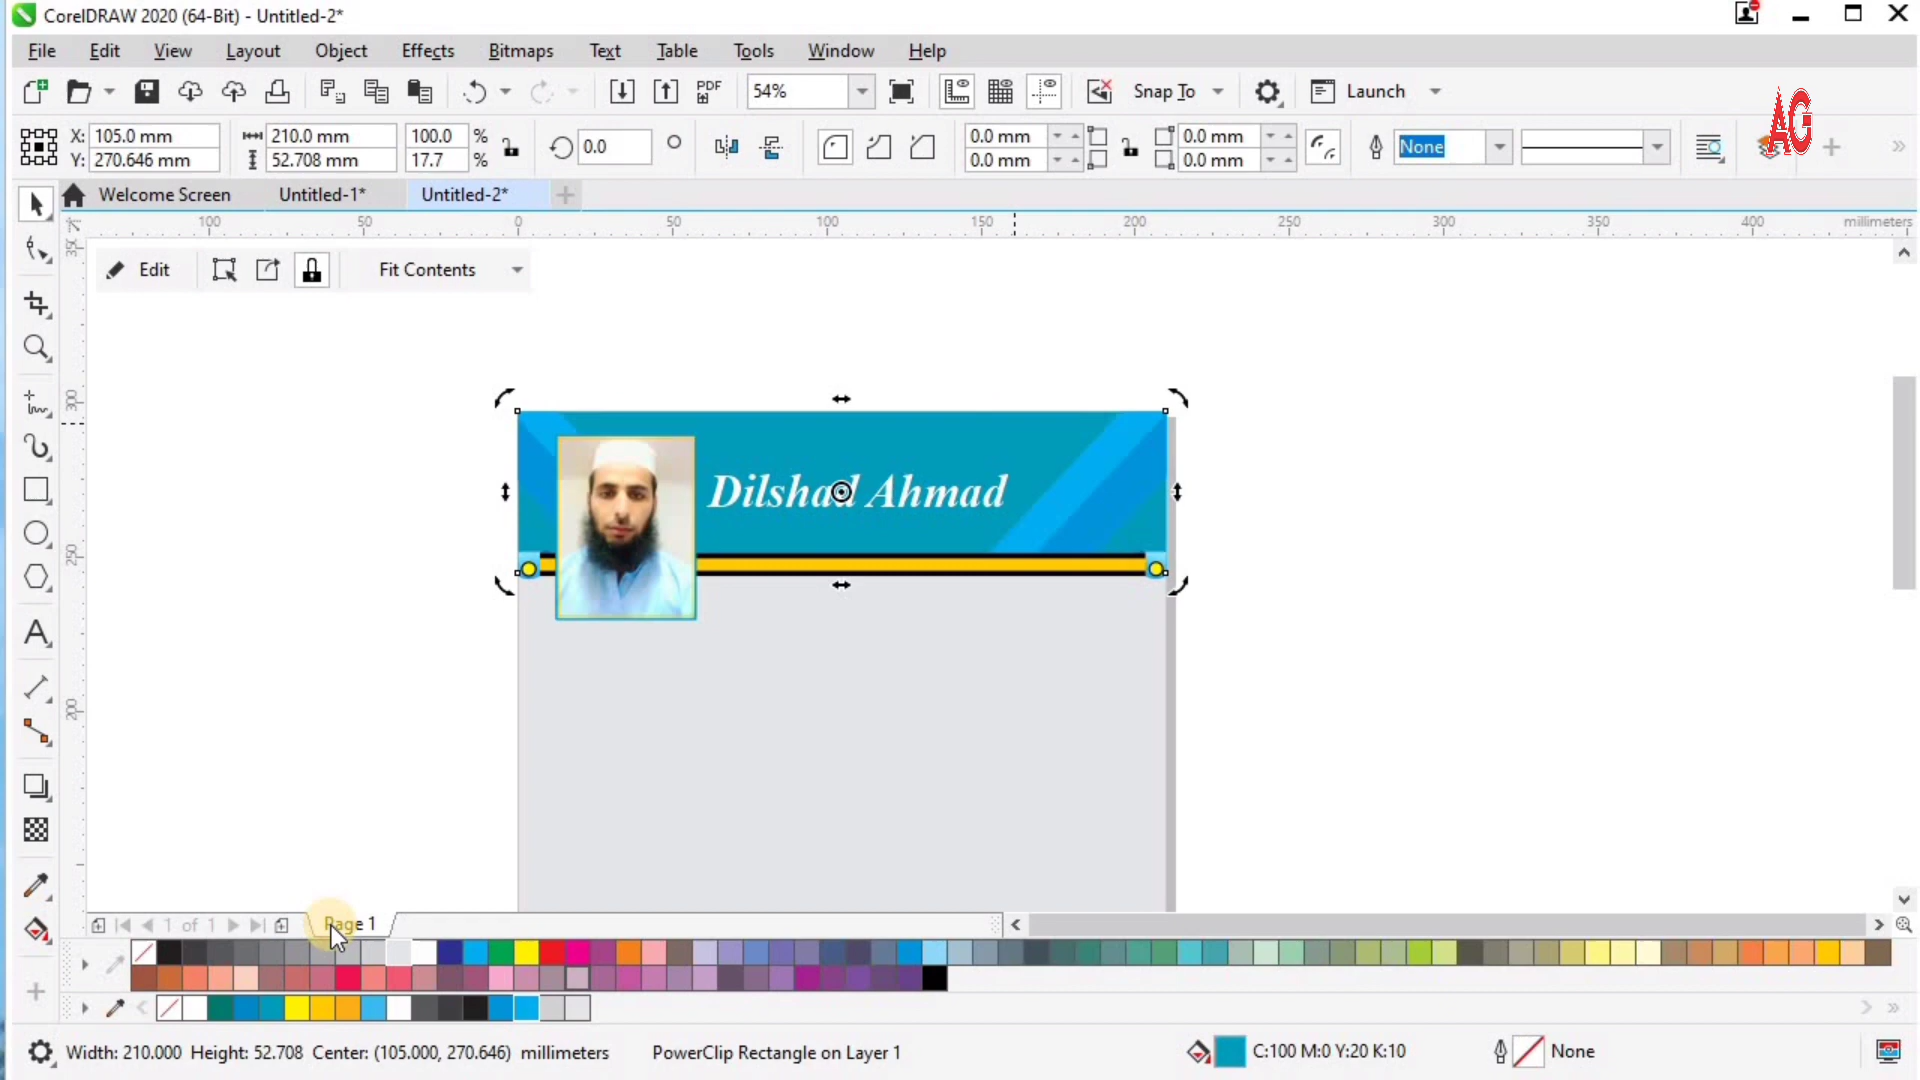 CorelDRAW 2020 (64-Bit) - Untitled-2*
File Edit View Layout Object Effects Bitmaps Text Table Tools Window Help
PDF 54% Snap To Launch
AG
X: 105.0 mm 210.0 mm 100.0 % 0.0 0.0 mm 0.0 mm None
Y: 270.646 mm 52.708 mm 17.7 % 0.0 mm 0.0 mm
Welcome Screen Untitled-1* Untitled-2*
100 50 0 50 100 150 200 250 300 350 400 millimeters
Edit Fit Contents
300
Dilshad Ahmad
250
200
1 of 1 Page 1
Width: 210.000 Height: 52.708 Center: (105.000, 270.646) millimeters PowerClip Rectangle on Layer 1 C:100 M:0 Y:20 K:10 None